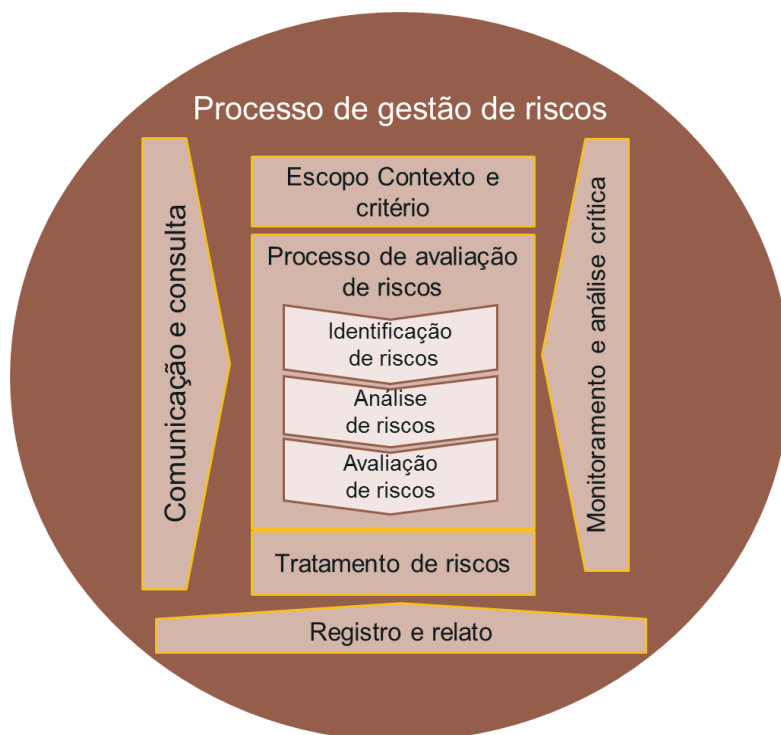 Processo de gestão de riscos
Comunicação e consulta
Escopo Contexto e
critério
Processo de avaliação
de riscos
Identificação
de riscos
Análise
de riscos
Avaliação
de riscos
Tratamento de riscos
Monitoramento e análise crítica
Registro e relato